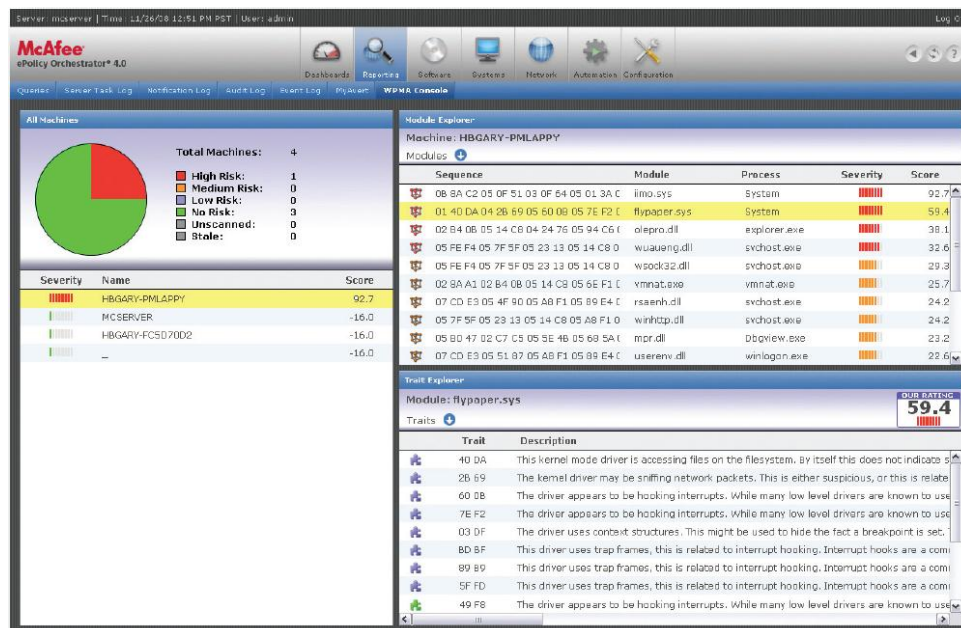 Server: mcserver | Time: 11/26/08 12:51 PM PST | User: admin
Log O
McAfee
ePolicy Orchestrator® 4.0
Dashboards Reporting Software Systems Network Automation Configuration
Queries Server Task Log Notification Log Audit Log Event Log MyAvert WPMA Console
All Machines
Total Machines: 4
High Risk: 1
Medium Risk: 0
Low Risk: 0
No Risk: 3
Unscanned: 0
Stale: 0
Severity Name Score
HBGARY-PMLAPPY 92.7
MCSERVER -16.0
HBGARY-FC5D70D2 -16.0
_ -16.0
Module Explorer
Machine: HBGARY-PMLAPPY
Modules
Sequence Module Process Severity Score
0B 8A C2 05 0F 51 03 0F 64 05 01 3A C iimo.sys System 92.7
01 40 DA 04 2B 69 05 60 0B 05 7E F2 0 flypaper.sys System 59.4
02 B4 0B 05 14 C8 04 24 76 05 94 C6 0 olepro.dll explorer.exe 38.1
05 FE F4 05 7F 5F 05 23 13 05 14 C8 0 wuaueng.dll svchost.exe 32.6
05 FE F4 05 7F 5F 05 23 13 05 14 C8 0 wsock32.dll svchost.exe 29.3
02 8A A1 02 B4 0B 05 14 C8 05 6E F1 0 vmnat.exe vmnat.exe 25.7
07 CD E3 05 4F 90 05 A8 F1 05 89 E4 0 rsaenh.dll svchost.exe 24.2
05 7F 5F 05 23 13 05 14 C8 05 A8 F1 0 winhttp.dll svchost.exe 24.2
05 B0 47 02 C7 C5 05 5E 4B 05 68 5A 0 mpr.dll Dbgview.exe 23.2
07 CD E3 05 51 87 05 A8 F1 05 89 E4 0 userenv.dll winlogon.exe 22.6
Trait Explorer
Module: flypaper.sys
OUR RATING
59.4
Traits
Trait Description
40 DA This kernel mode driver is accessing files on the filesystem. By itself this does not indicate s
2B 69 The kernel driver may be sniffing network packets. This is either suspicious, or this is relate
60 0B The driver appears to be hooking interrupts. While many low level drivers are known to use
7E F2 The driver appears to be hooking interrupts. While many low level drivers are known to use
03 DF The driver uses context structures. This might be used to hide the fact a breakpoint is set.
BD BF This driver uses trap frames, this is related to interrupt hooking. Interrupt hooks are a com
89 B9 This driver uses trap frames, this is related to interrupt hooking. Interrupt hooks are a com
5F FD This driver uses trap frames, this is related to interrupt hooking. Interrupt hooks are a com
49 F8 The driver appears to be hooking interrupts. While many low level drivers are known to use